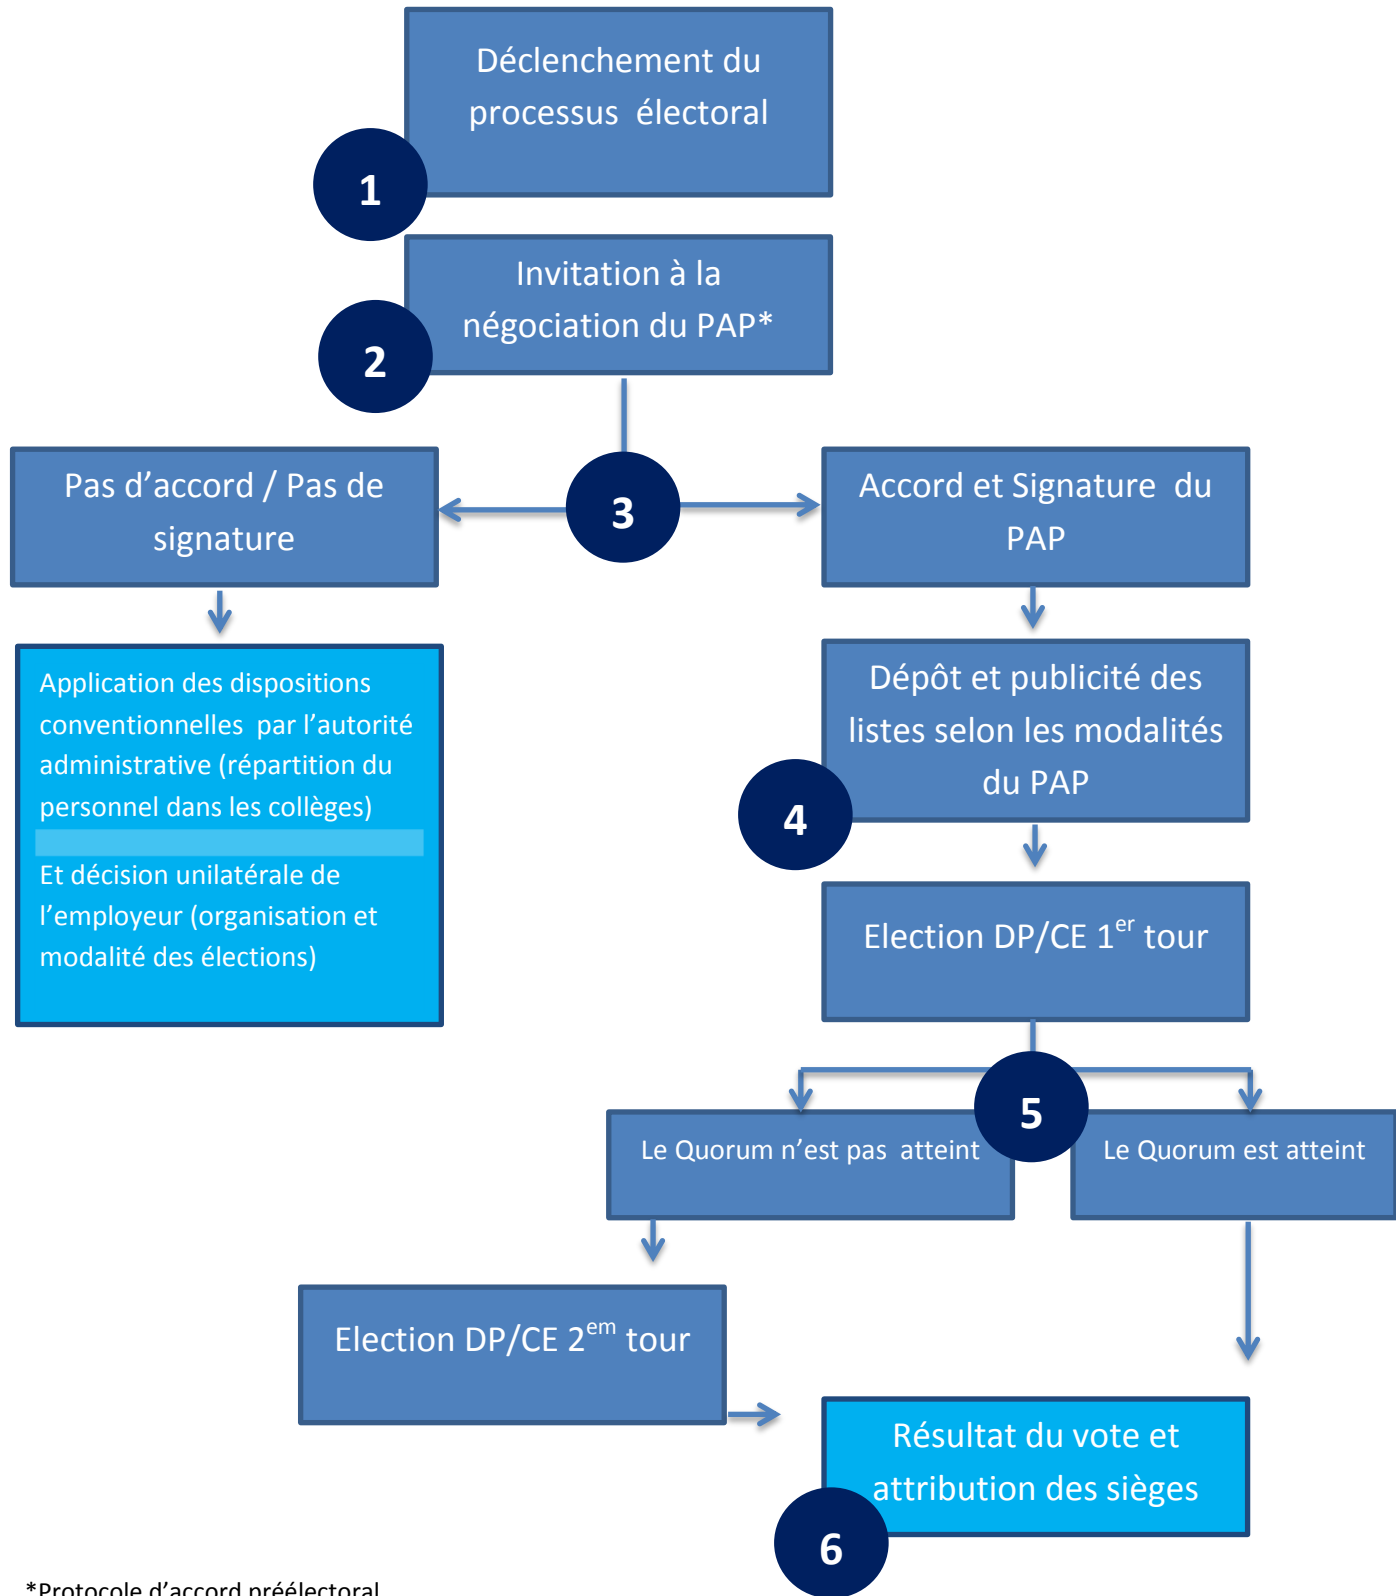 Déclenchement du
processus électoral
1
Invitation à la
négociation du PAP*
2
3
Pas d’accord / Pas de
signature
Accord et Signature du
PAP
Application des dispositions
conventionnelles par l’autorité
administrative (répartition du
personnel dans les collèges)
Et décision unilatérale de
l’employeur (organisation et
modalité des élections)
Dépôt et publicité des
listes selon les modalités
du PAP
4
Election DP/CE 1er tour
5
Le Quorum n’est pas atteint
Le Quorum est atteint
Election DP/CE 2em tour
Résultat du vote et
attribution des sièges
6
*Protocole d’accord préélectoral